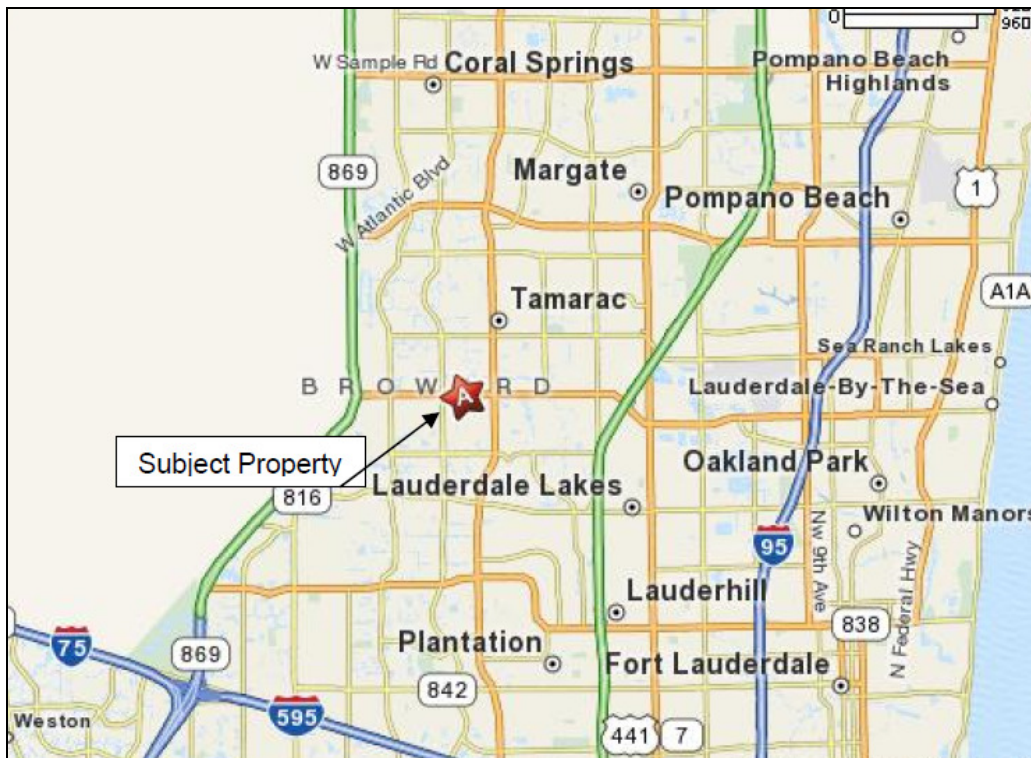 0
960
W Sample Rd
Coral Springs
Pompano Beach
Highlands
869
W Atlantic Blvd
Margate
1
Pompano Beach
A1A
Tamarac
Sea Ranch Lakes
BROWARD
A
Lauderdale-By-The-Sea
Subject Property
Oakland Park
816
Lauderdale Lakes
Wilton Manors
95
Nw 9th Ave
N Federal Hwy
Lauderhill
838
75
869
Plantation
Fort Lauderdale
842
Weston
595
441
7